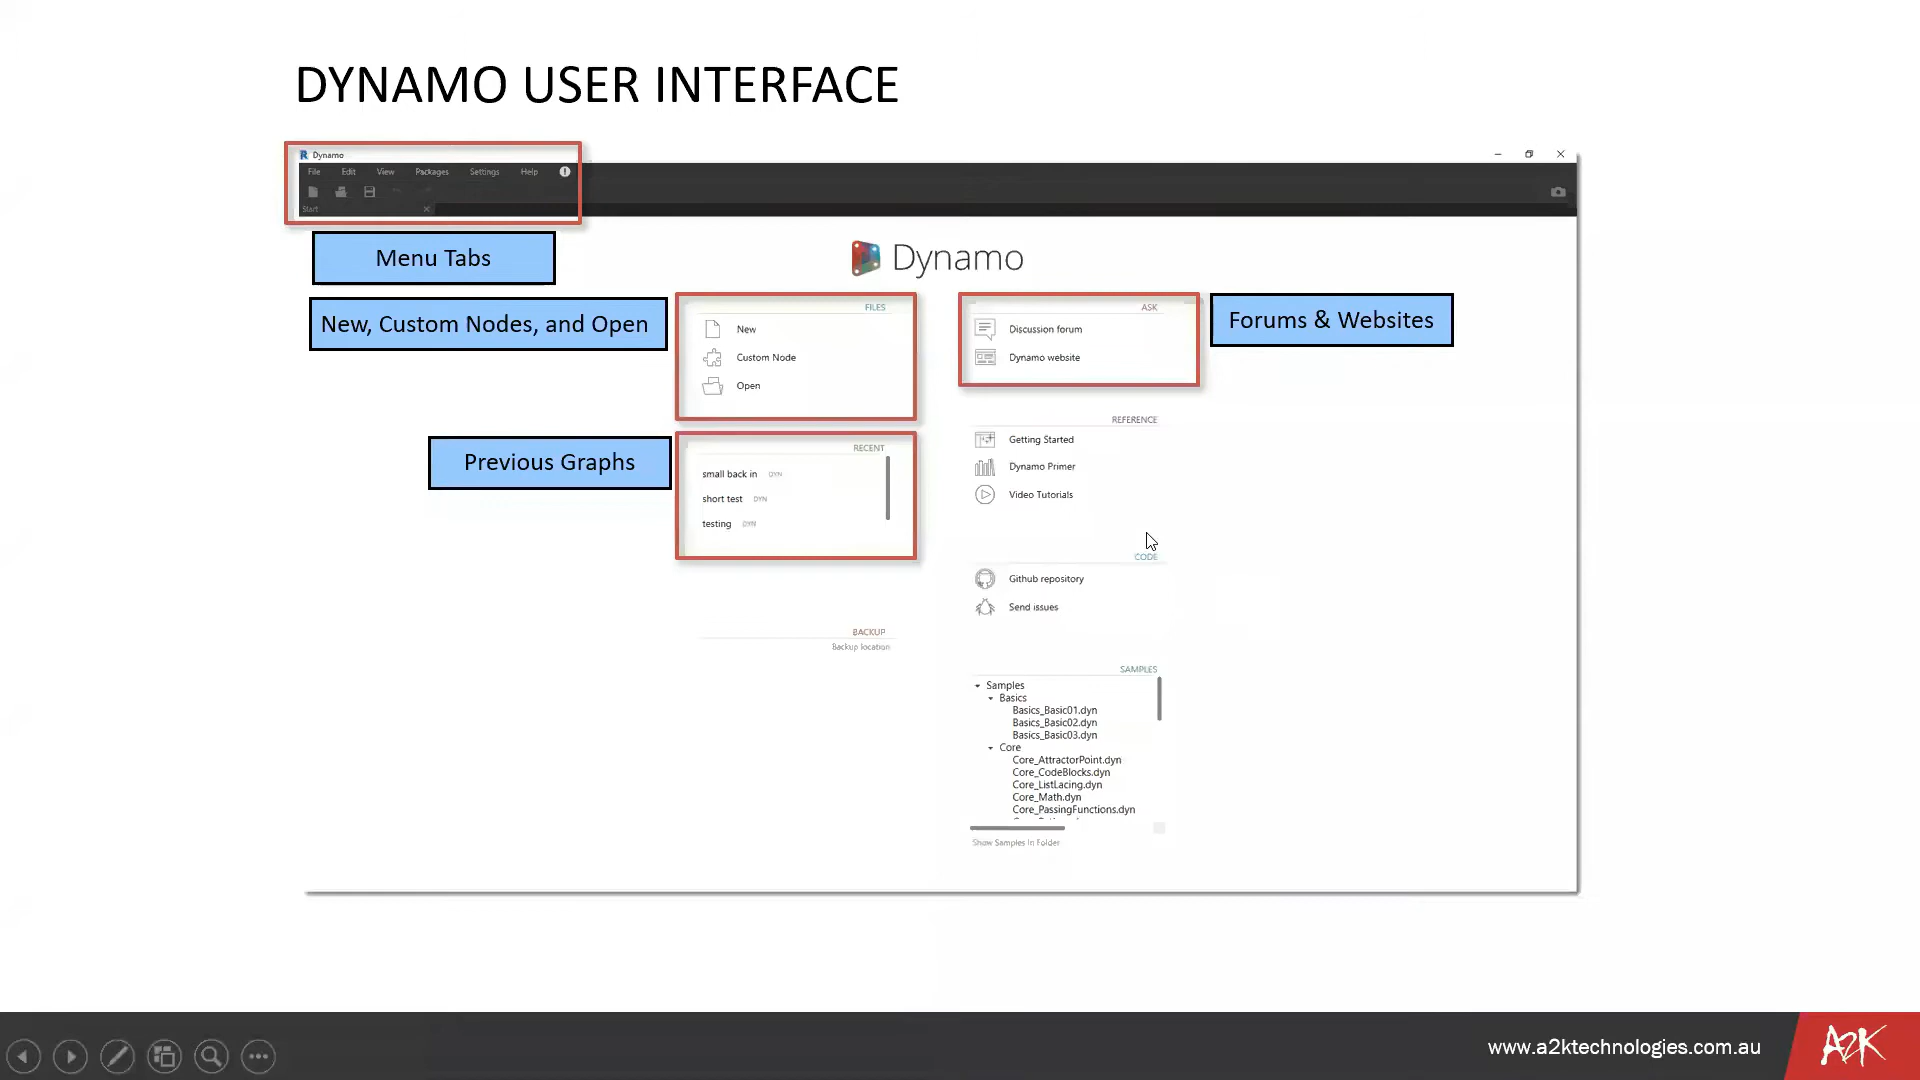 DYNAMO USER INTERFACE
Dynamo
File Edit View Packages Settings Help
Start
Menu Tabs
Dynamo
New, Custom Nodes, and Open
FILES
New
Custom Node
Open
ASK
Discussion forum
Dynamo website
Forums & Websites
Previous Graphs
RECENT
small back in DYN
short test DYN
testing DYN
REFERENCE
Getting Started
Dynamo Primer
Video Tutorials
CODE
Github repository
Send issues
BACKUP
Backup location
SAMPLES
Samples
Basics
Basics_Basic01.dyn
Basics_Basic02.dyn
Basics_Basic03.dyn
Core
Core_AttractorPoint.dyn
Core_CodeBlocks.dyn
Core_ListLacing.dyn
Core_Math.dyn
Core_PassingFunctions.dyn
Show Samples In Folder
www.a2ktechnologies.com.au
A2K